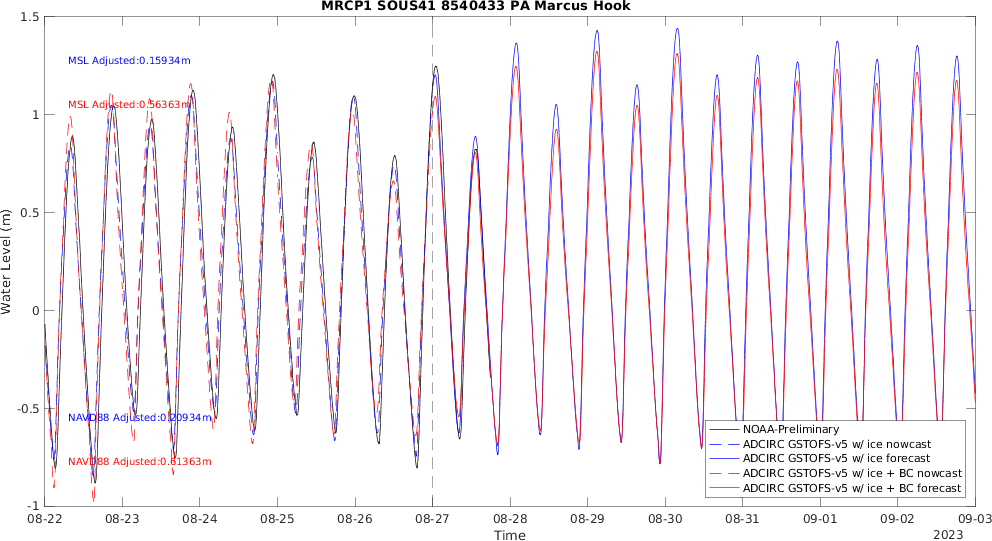 MRCP1 SOUS41 8540433 PA Marcus Hook
1.5
1
0.5
0
-0.5
-1
Water Level (m)
MSL Adjusted:0.15934m
MSL Adjusted:0.56363m
NAVD88 Adjusted:0.20934m
NAVD88 Adjusted:0.61363m
NOAA-Preliminary
ADCIRC GSTOFS-v5 w/ ice nowcast
ADCIRC GSTOFS-v5 w/ ice forecast
ADCIRC GSTOFS-v5 w/ ice + BC nowcast
ADCIRC GSTOFS-v5 w/ ice + BC forecast
08-22 08-23 08-24 08-25 08-26 08-27 08-28 08-29 08-30 08-31 09-01 09-02 09-03
Time
2023